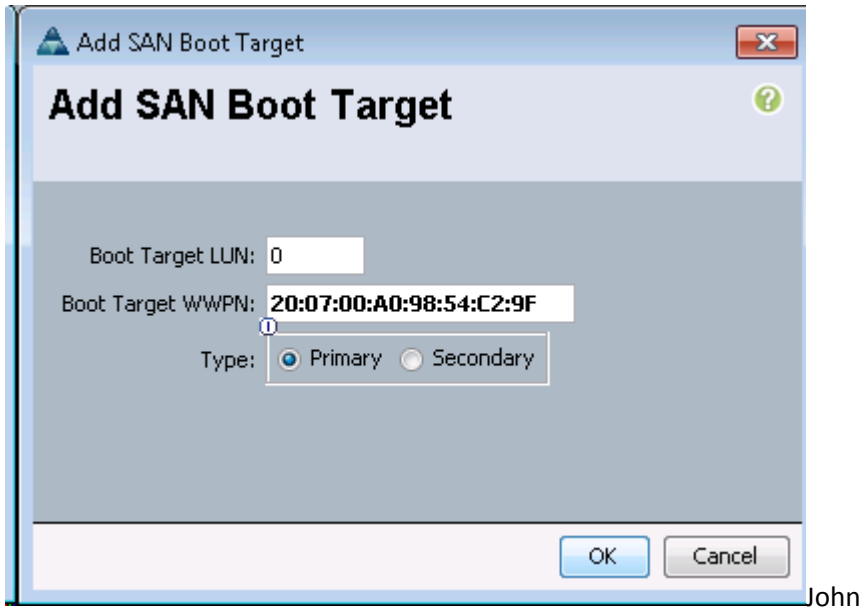 Add SAN Boot Target
Add SAN Boot Target
Boot Target LUN: 0
Boot Target WWPN: 20:07:00:A0:98:54:C2:9F
Type: Primary Secondary
OK Cancel
John